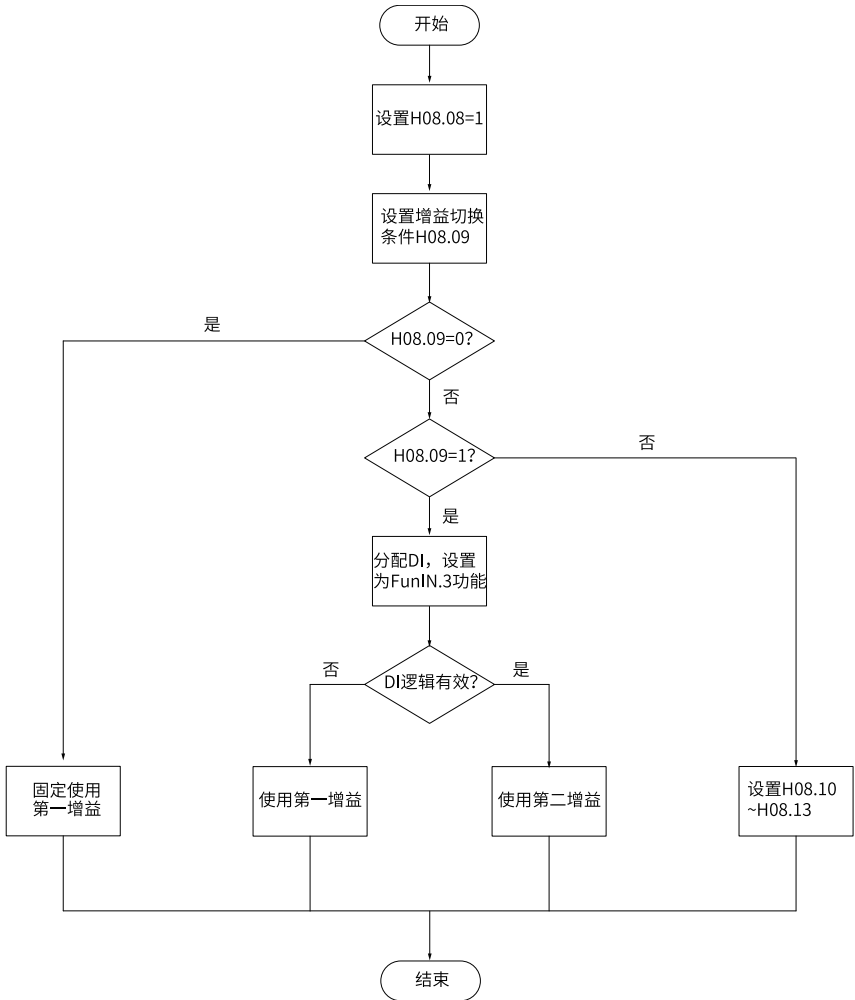 开始
设置H08.08=1
设置增益切换
条件H08.09
是
H08.09=0?
否
H08.09=1?
否
是
分配DI，设置
为FunIN.3功能
否
DI逻辑有效?
是
固定使用
第一增益
使用第一增益
使用第二增益
设置H08.10
~H08.13
结束